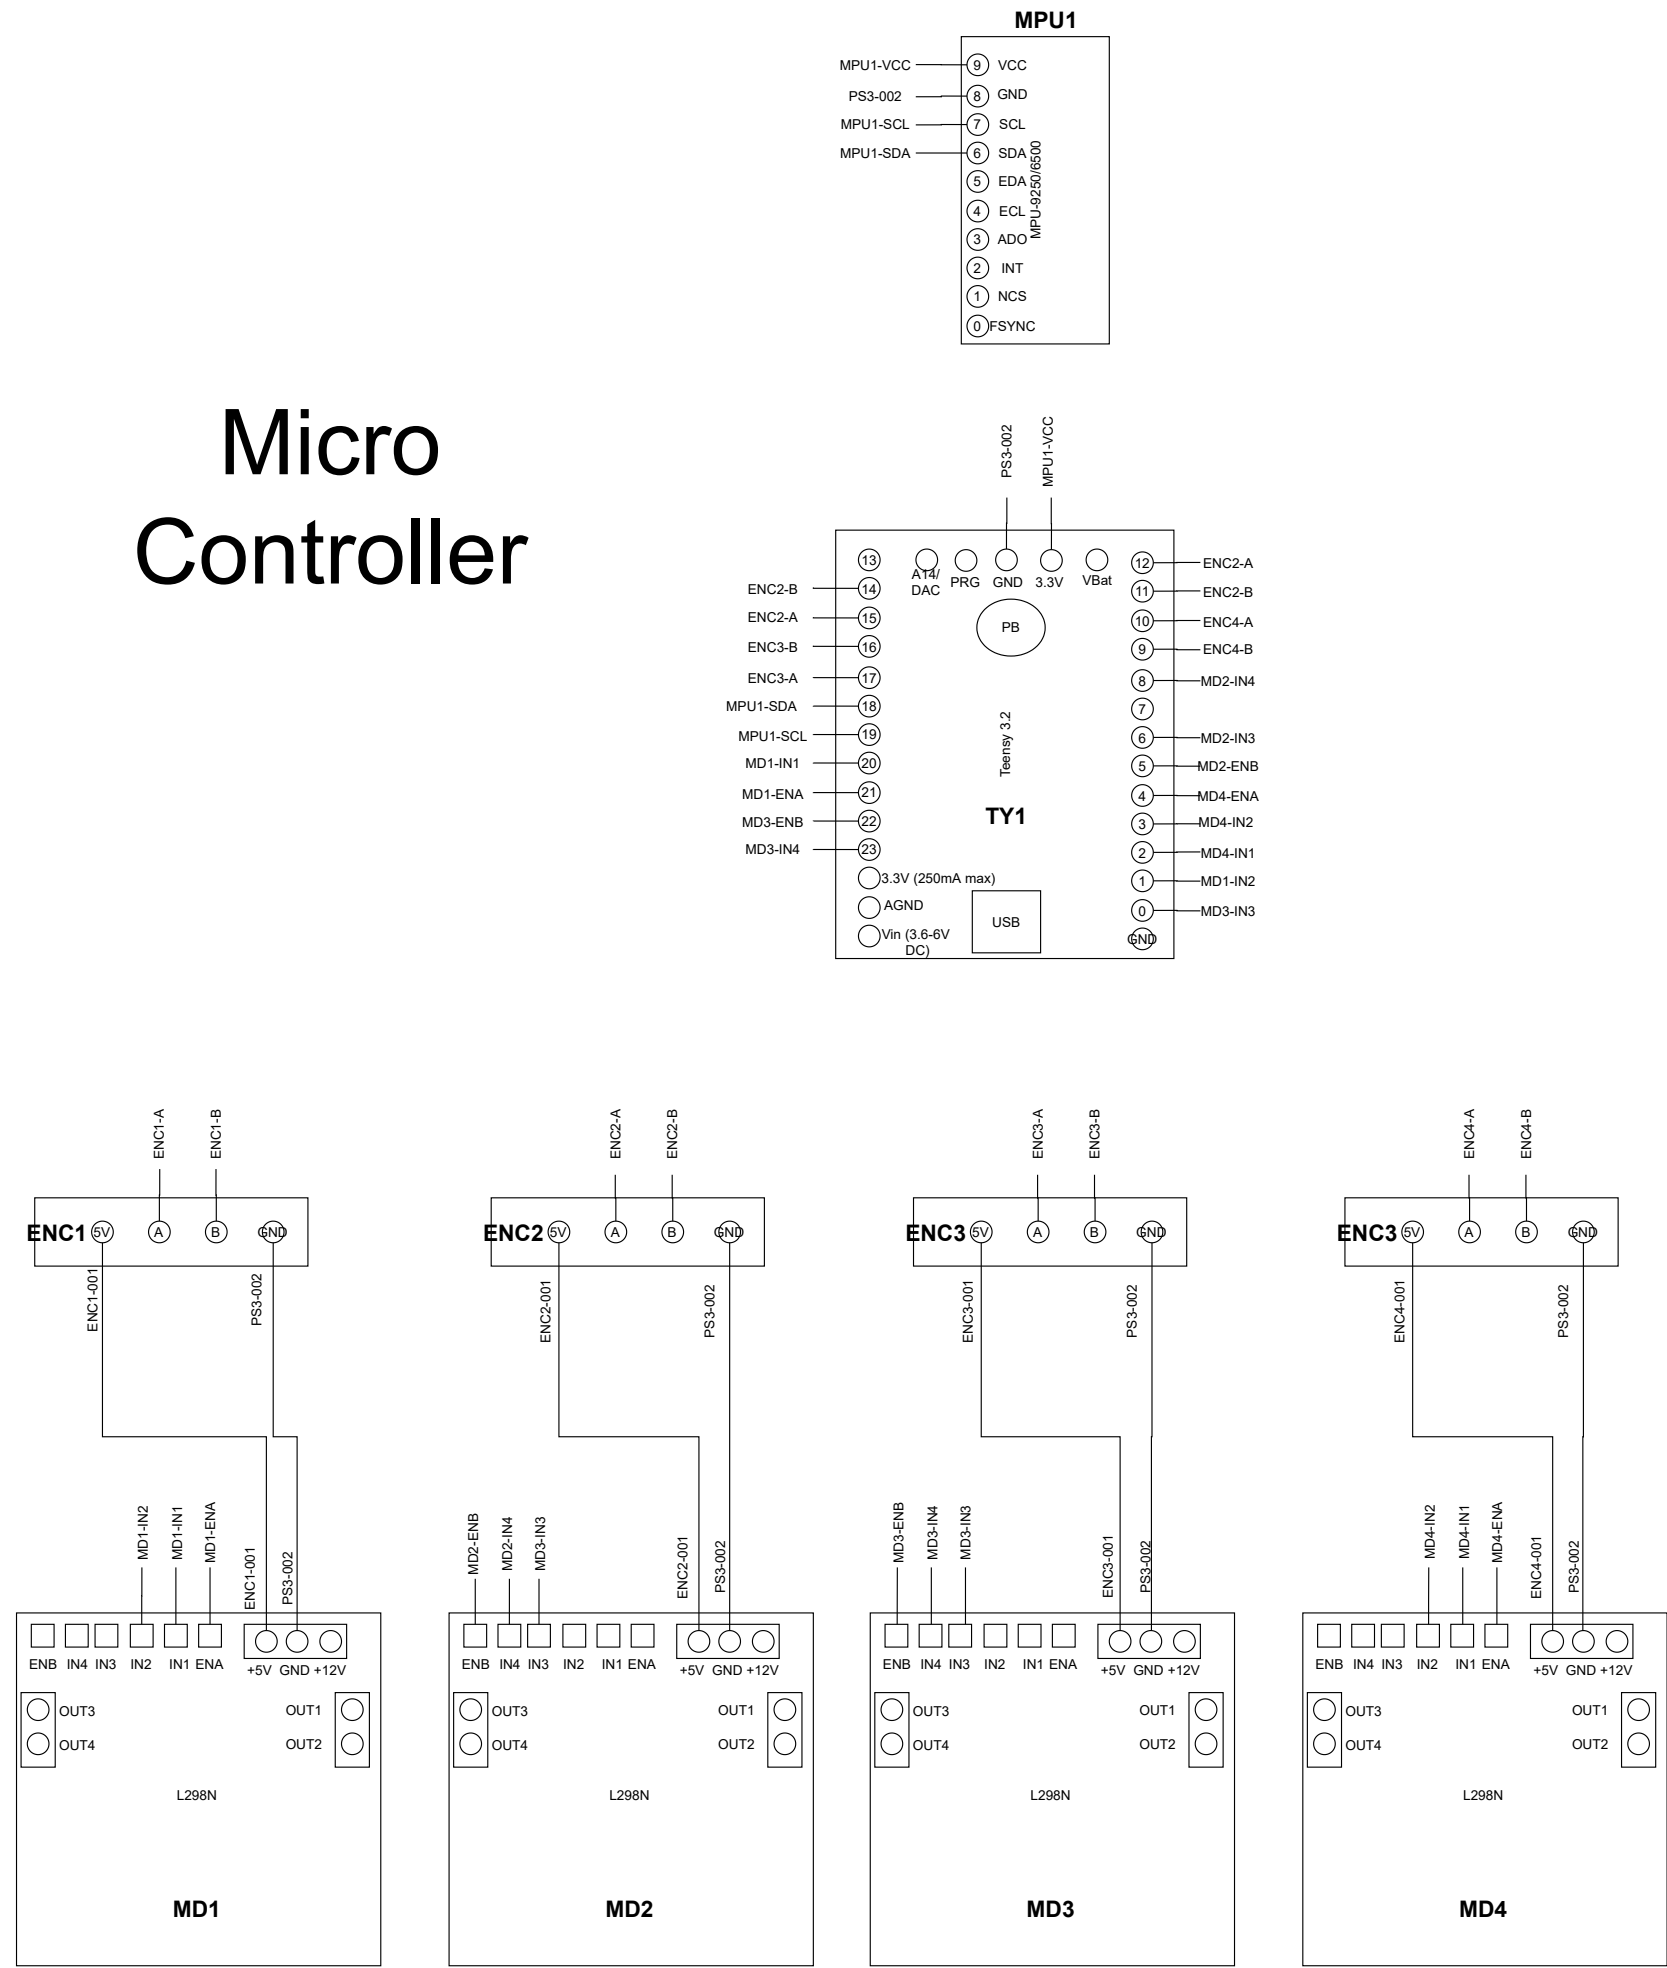 MPU1
MPU1-VCC 9 VCC
PS3-002 8 GND
MPU1-SCL 7 SCL
MPU1-SDA 6 SDA
5 EDA
4 ECL
3 ADO
2 INT
1 NCS
0 FSYNC
MPU-9250/6500
Micro
Controller
PS3-002
MPU1-VCC
13
A14/
DAC
PRG
GND
3.3V
VBat
PB
ENC2-B 14
ENC2-A 15
ENC3-B 16
ENC3-A 17
MPU1-SDA 18
MPU1-SCL 19
MD1-IN1 20
MD1-ENA 21
MD3-ENB 22
MD3-IN4 23
3.3V (250mA max)
AGND
Vin (3.6-6V
DC)
Teensy 3.2
TY1
USB
12 ENC2-A
11 ENC2-B
10 ENC4-A
9 ENC4-B
8 MD2-IN4
7
6 MD2-IN3
5 MD2-ENB
4 MD4-ENA
3 MD4-IN2
2 MD4-IN1
1 MD1-IN2
0 MD3-IN3
GND
ENC1-A
ENC1-B
ENC1 5V A B GND
ENC1-001
PS3-002
MD1-IN2
MD1-IN1
MD1-ENA
ENC1-001
PS3-002
ENB IN4 IN3 IN2 IN1 ENA +5V GND +12V
OUT3 OUT1
OUT4 OUT2
L298N
MD1
ENC2-A
ENC2-B
ENC2 5V A B GND
ENC2-001
PS3-002
MD2-ENB
MD2-IN4
MD3-IN3
ENC2-001
PS3-002
ENB IN4 IN3 IN2 IN1 ENA +5V GND +12V
OUT3 OUT1
OUT4 OUT2
L298N
MD2
ENC3-A
ENC3-B
ENC3 5V A B GND
ENC3-001
PS3-002
MD3-ENB
MD3-IN4
MD3-IN3
ENC3-001
PS3-002
ENB IN4 IN3 IN2 IN1 ENA +5V GND +12V
OUT3 OUT1
OUT4 OUT2
L298N
MD3
ENC4-A
ENC4-B
ENC3 5V A B GND
ENC4-001
PS3-002
MD4-IN2
MD4-IN1
MD4-ENA
ENC4-001
PS3-002
ENB IN4 IN3 IN2 IN1 ENA +5V GND +12V
OUT3 OUT1
OUT4 OUT2
L298N
MD4